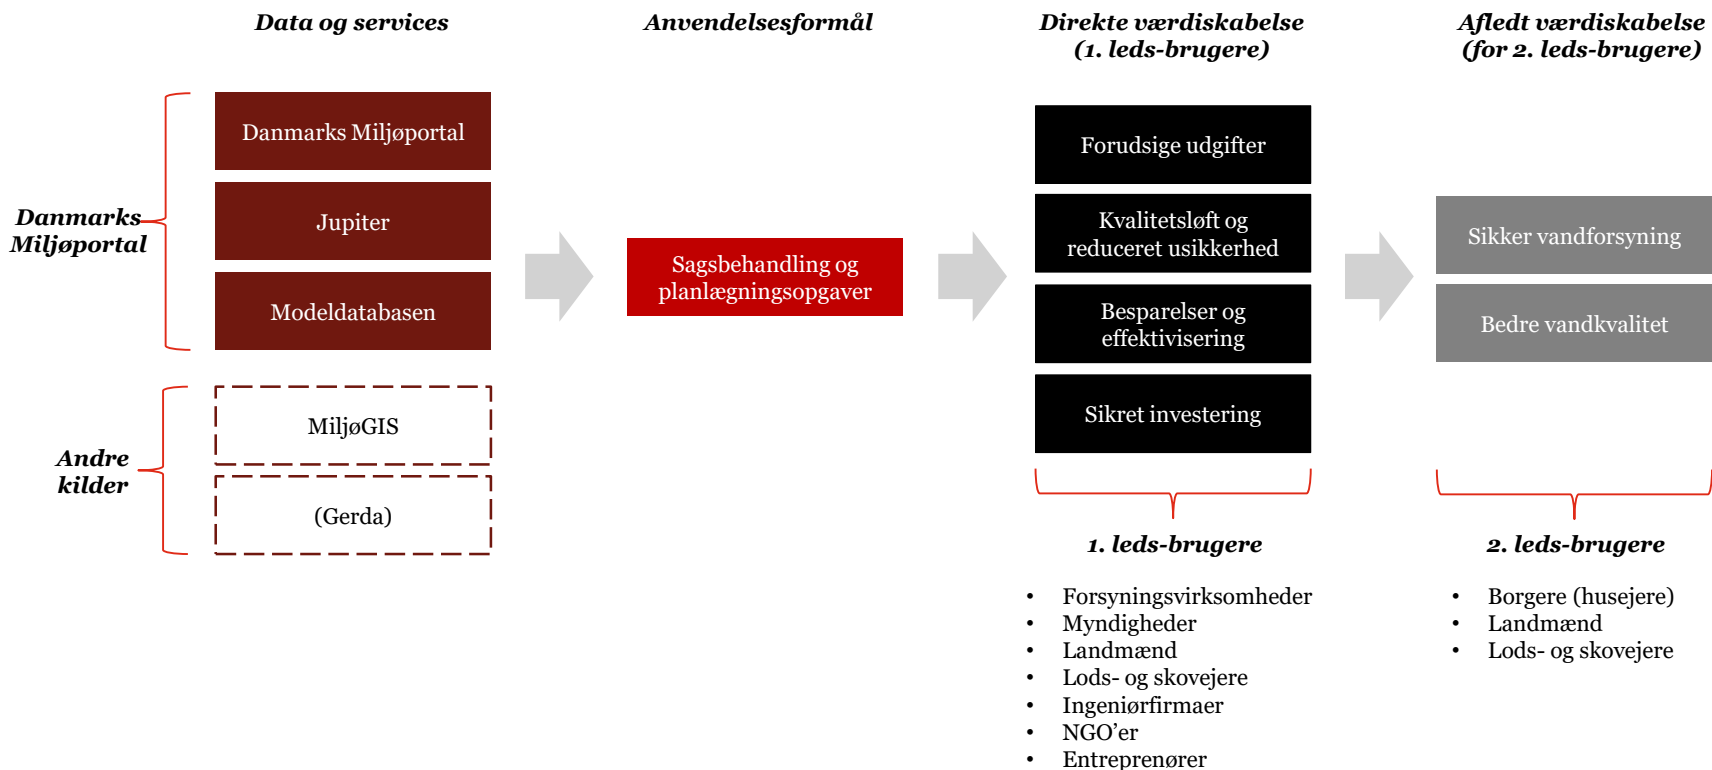 Data og services
Anvendelsesformål
Direkte værdiskabelse
(1. leds-brugere)
Afledt værdiskabelse
(for 2. leds-brugere)
Danmarks
Miljøportal
Danmarks Miljøportal
Jupiter
Modeldatabasen
Andre
kilder
MiljøGIS
(Gerda)
Sagsbehandling og
planlægningsopgaver
Forudsige udgifter
Kvalitetsløft og
reduceret usikkerhed
Besparelser og
effektivisering
Sikret investering
Sikker vandforsyning
Bedre vandkvalitet
1. leds-brugere
• Forsyningsvirksomheder
• Myndigheder
• Landmænd
• Lods- og skovejere
• Ingeniørfirmaer
• NGO’er
• Entreprenører
2. leds-brugere
• Borgere (husejere)
• Landmænd
• Lods- og skovejere